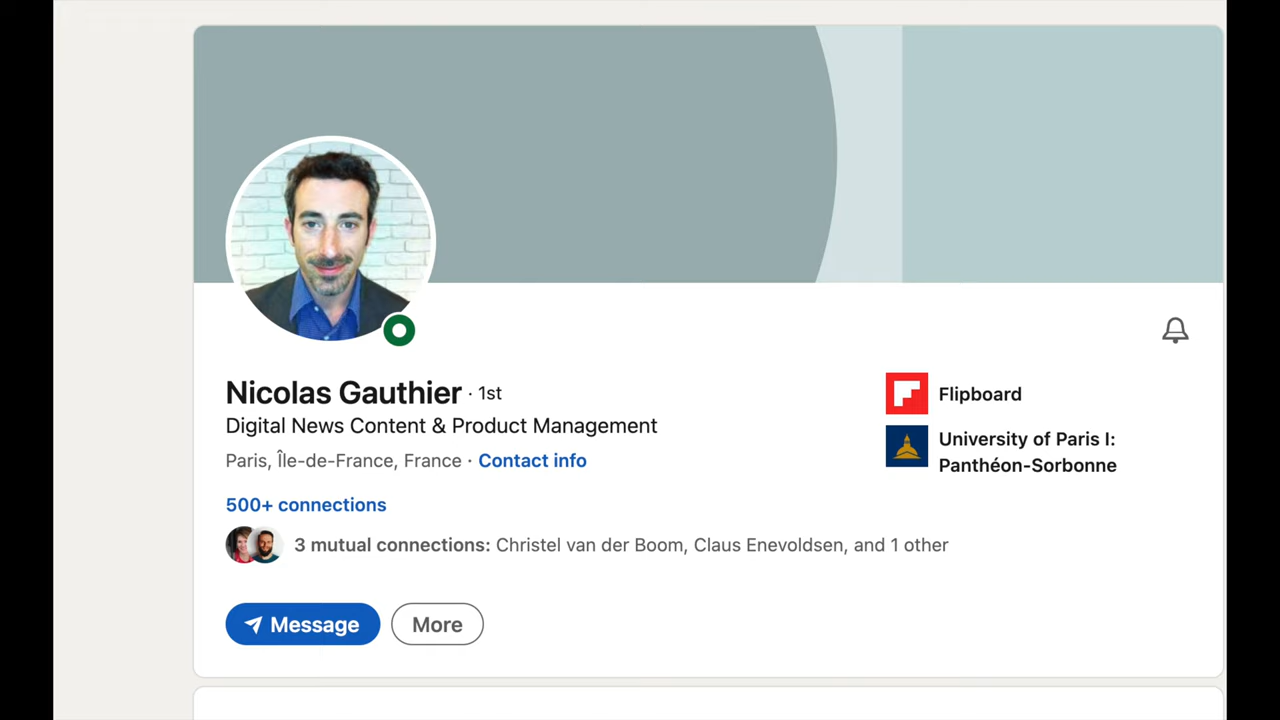 Nicolas Gauthier · 1st
Digital News Content & Product Management
Paris, Île-de-France, France · Contact info
500+ connections
3 mutual connections: Christel van der Boom, Claus Enevoldsen, and 1 other
Message
More
Flipboard
University of Paris I:
Panthéon-Sorbonne